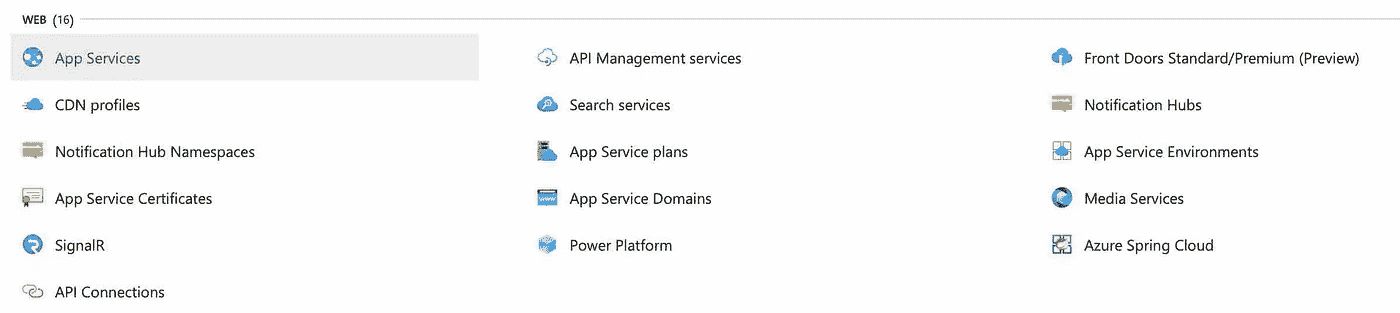 WEB (16)
App Services
API Management services
Front Doors Standard/Premium (Preview)
CDN profiles
Search services
Notification Hubs
Notification Hub Namespaces
App Service plans
App Service Environments
App Service Certificates
App Service Domains
Media Services
SignalR
Power Platform
Azure Spring Cloud
API Connections